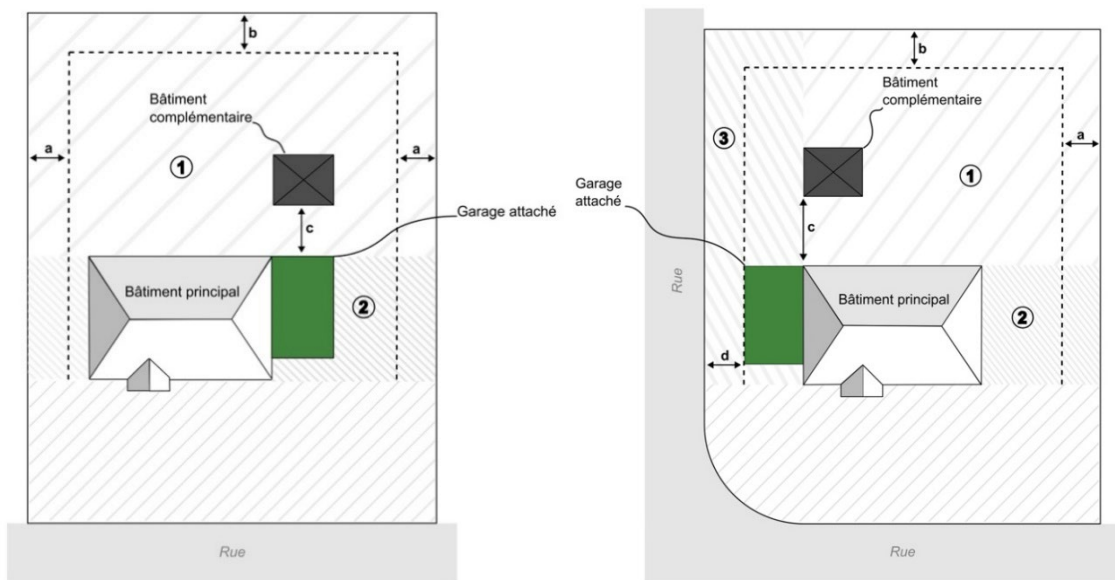 b
Bâtiment
complémentaire
a
1
a
c
Garage attaché
Bâtiment principal
2
Rue
b
Bâtiment
complémentaire
3
a
1
Garage
attaché
c
Rue
Bâtiment principal
2
d
Rue